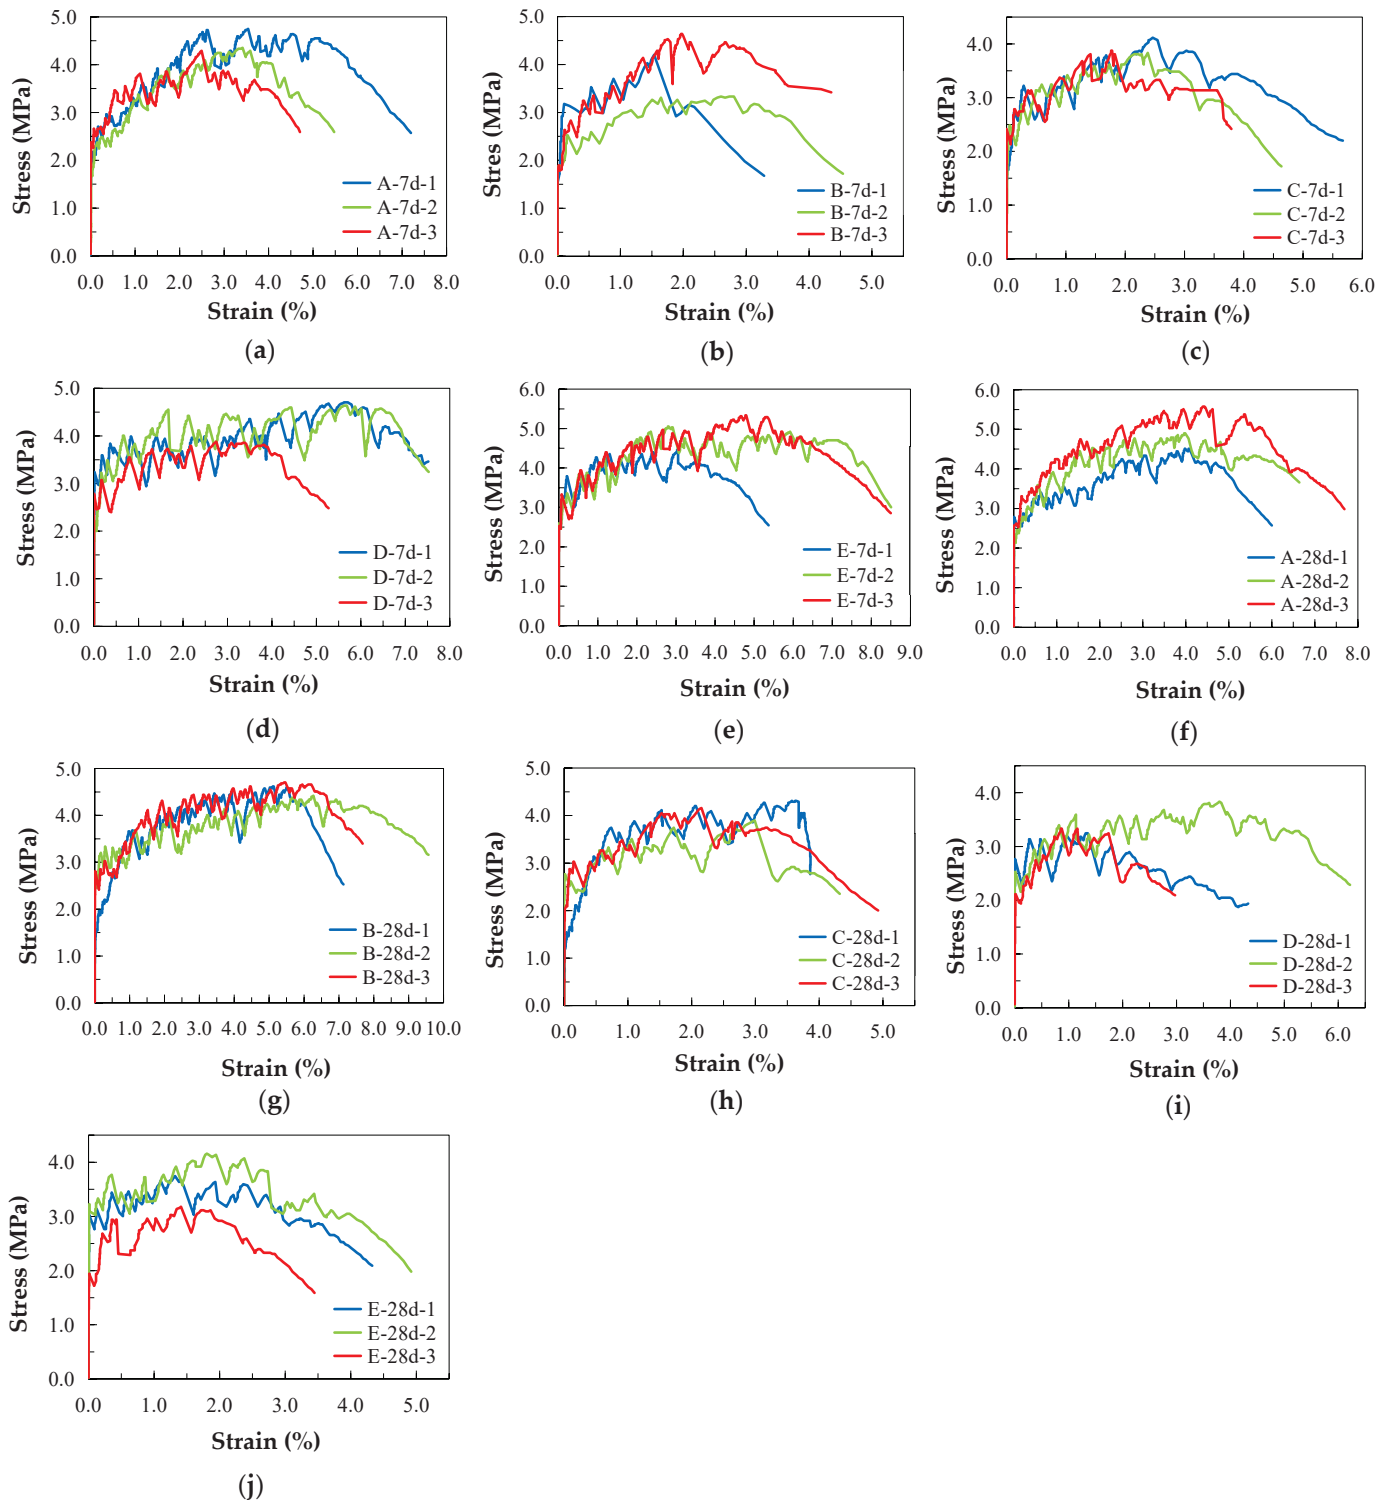 5.0
4.0
3.0
2.0
1.0
0.0
Stress (MPa)
A-7d-1
A-7d-2
A-7d-3
0.0 1.0 2.0 3.0 4.0 5.0 6.0 7.0 8.0
Strain (%)
(a)
5.0
4.0
3.0
2.0
1.0
0.0
Stres (MPa)
B-7d-1
B-7d-2
B-7d-3
0.0 1.0 2.0 3.0 4.0 5.0
Strain (%)
(b)
4.0
3.0
2.0
1.0
0.0
Stress (MPa)
C-7d-1
C-7d-2
C-7d-3
0.0 1.0 2.0 3.0 4.0 5.0 6.0
Strain (%)
(c)
5.0
4.0
3.0
2.0
1.0
0.0
Stress (MPa)
D-7d-1
D-7d-2
D-7d-3
0.0 1.0 2.0 3.0 4.0 5.0 6.0 7.0 8.0
Strain (%)
(d)
6.0
5.0
4.0
3.0
2.0
1.0
0.0
Stress (MPa)
E-7d-1
E-7d-2
E-7d-3
0.0 1.0 2.0 3.0 4.0 5.0 6.0 7.0 8.0 9.0
Strain (%)
(e)
6.0
5.0
4.0
3.0
2.0
1.0
0.0
Stress (MPa)
A-28d-1
A-28d-2
A-28d-3
0.0 1.0 2.0 3.0 4.0 5.0 6.0 7.0 8.0
Strain (%)
(f)
5.0
4.0
3.0
2.0
1.0
0.0
Stress (MPa)
B-28d-1
B-28d-2
B-28d-3
0.0 1.0 2.0 3.0 4.0 5.0 6.0 7.0 8.0 9.0 10.0
Strain (%)
(g)
5.0
4.0
3.0
2.0
1.0
0.0
Stress (MPa)
C-28d-1
C-28d-2
C-28d-3
0.0 1.0 2.0 3.0 4.0 5.0
Strain (%)
(h)
4.0
3.0
2.0
1.0
0.0
Stress (MPa)
D-28d-1
D-28d-2
D-28d-3
0.0 1.0 2.0 3.0 4.0 5.0 6.0
Strain (%)
(i)
4.0
3.0
2.0
1.0
0.0
Stress (MPa)
E-28d-1
E-28d-2
E-28d-3
0.0 1.0 2.0 3.0 4.0 5.0
Strain (%)
(j)